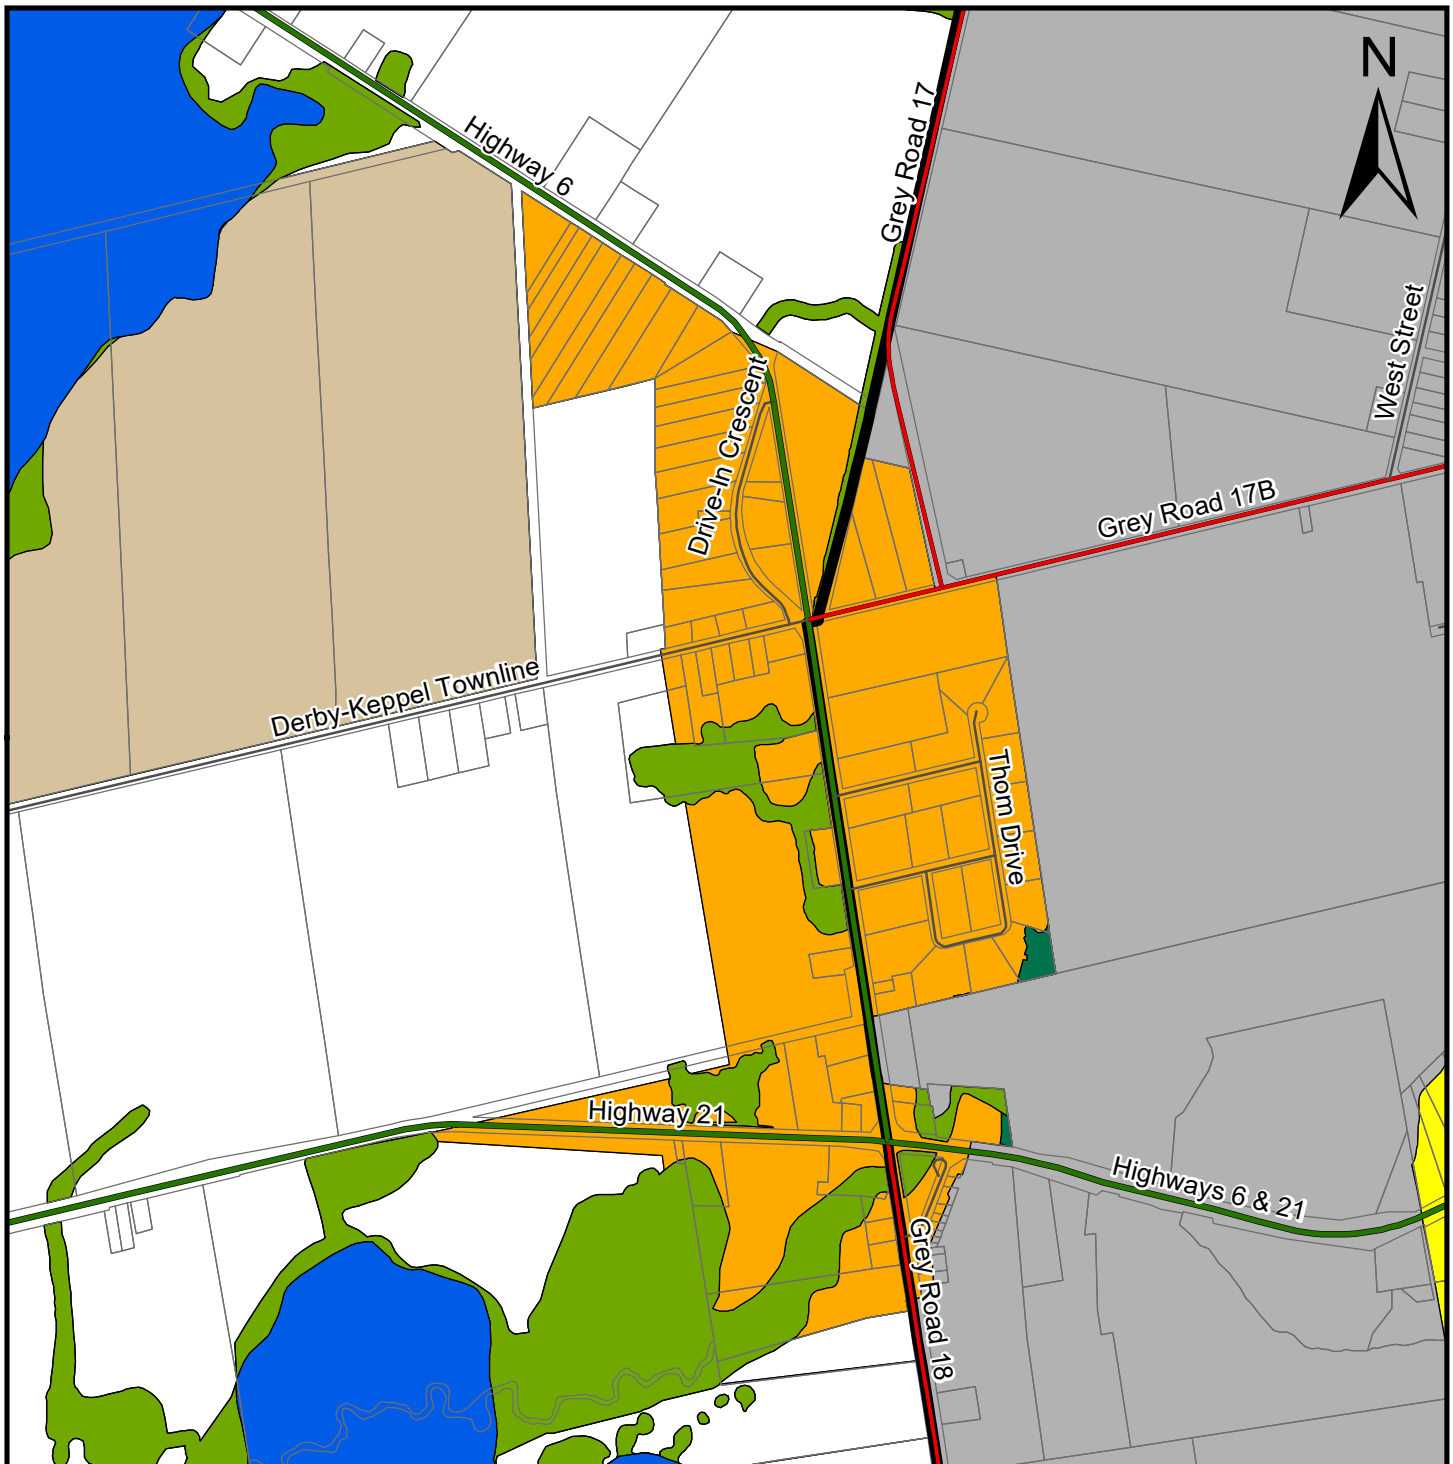 N
Highway 6
Grey Road 17
West Street
Drive-In Crescent
Grey Road 17B
Derby-Keppel Townline
Thom Drive
Highway 21
Highways 6 & 21
Grey Road 18